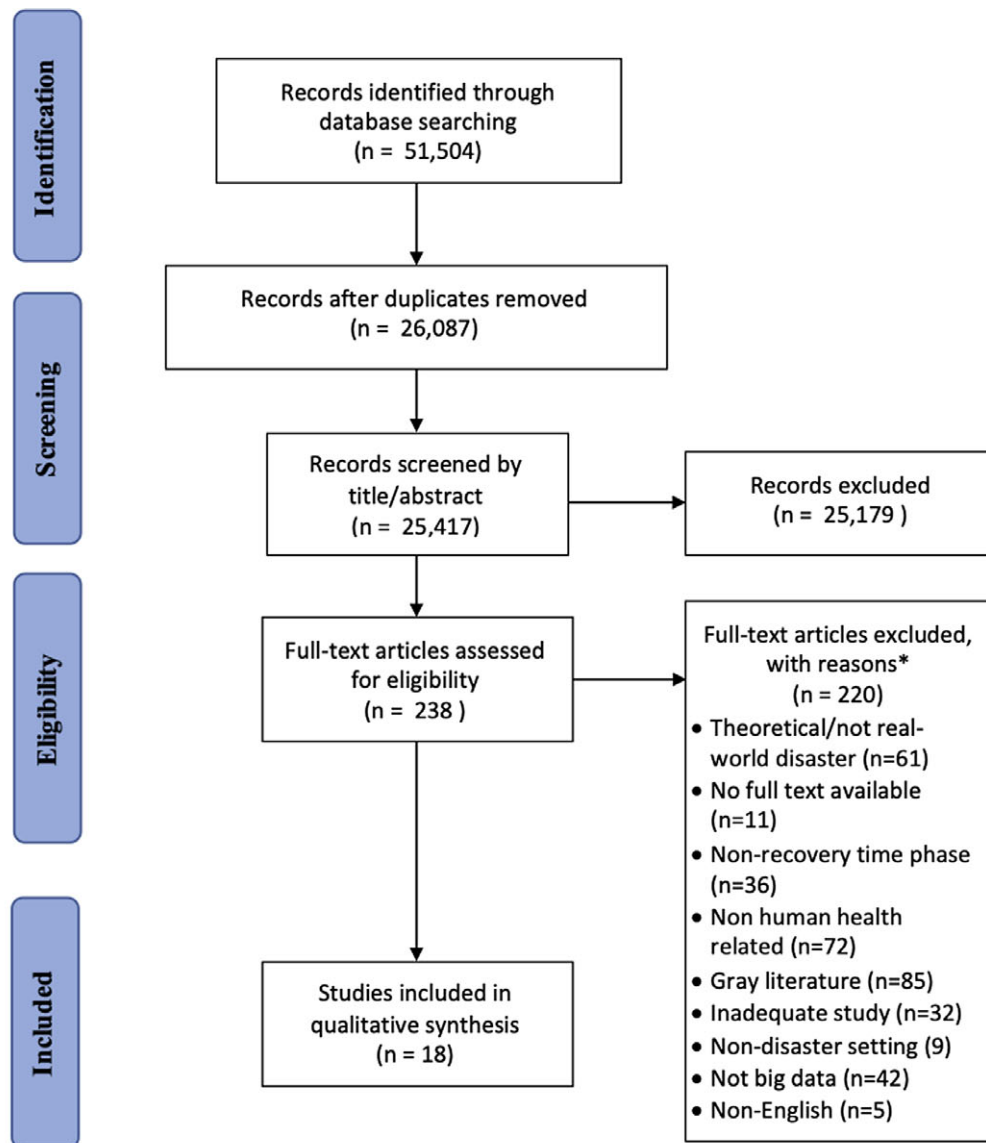 Identification
Records identified through
database searching
(n =  51,504)
Screening
Records after duplicates removed
(n =  26,087)
Records screened by
title/abstract
(n =  25,417)
Records excluded
(n =  25,179 )
Eligibility
Full-text articles assessed
for eligibility
(n =  238 )
Full-text articles excluded,
with reasons*
(n = 220)
• Theoretical/not real-
world disaster (n=61)
• No full text available
(n=11)
• Non-recovery time phase
(n=36)
• Non human health
related (n=72)
• Gray literature (n=85)
• Inadequate study (n=32)
• Non-disaster setting (9)
• Not big data (n=42)
• Non-English (n=5)
Included
Studies included in
qualitative synthesis
(n = 18)